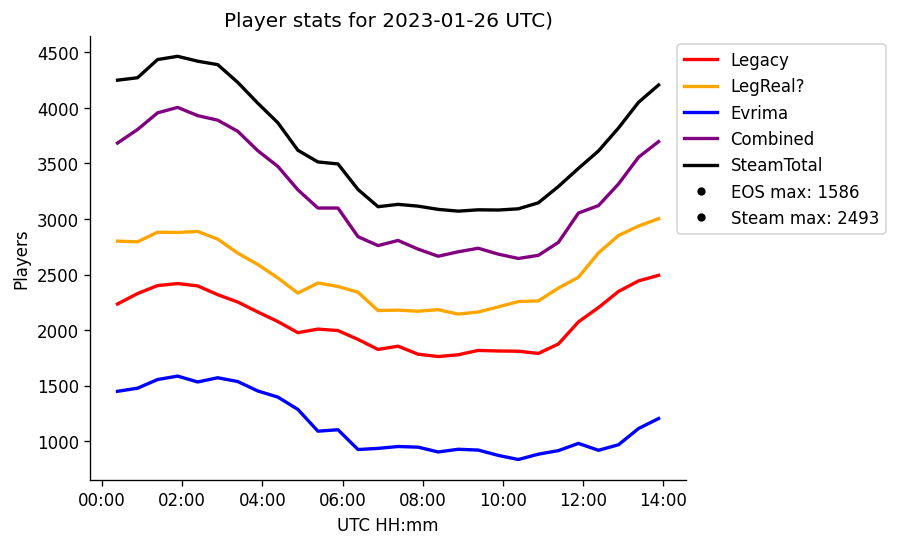 Player stats for 2023-01-26 UTC)
Players
4500
4000
3500
3000
2500
2000
1500
1000
00:00 02:00 04:00 06:00 08:00 10:00 12:00 14:00
UTC HH:mm
Legacy
LegReal?
Evrima
Combined
SteamTotal
EOS max: 1586
Steam max: 2493